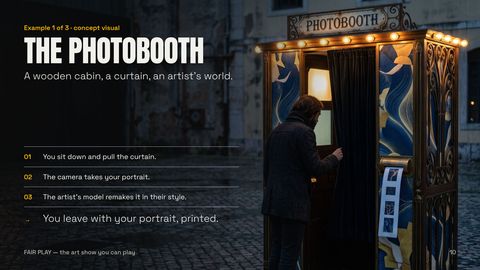 Example 1 of 3 · concept visual
THE PHOTOBOOTH
A wooden cabin, a curtain, an artist's world.
01 You sit down and pull the curtain.
02 The camera takes your portrait.
03 The artist's model remakes it in their style.
→ You leave with your portrait, printed.
FAIR PLAY — the art show you can play
10
PHOTOBOOTH